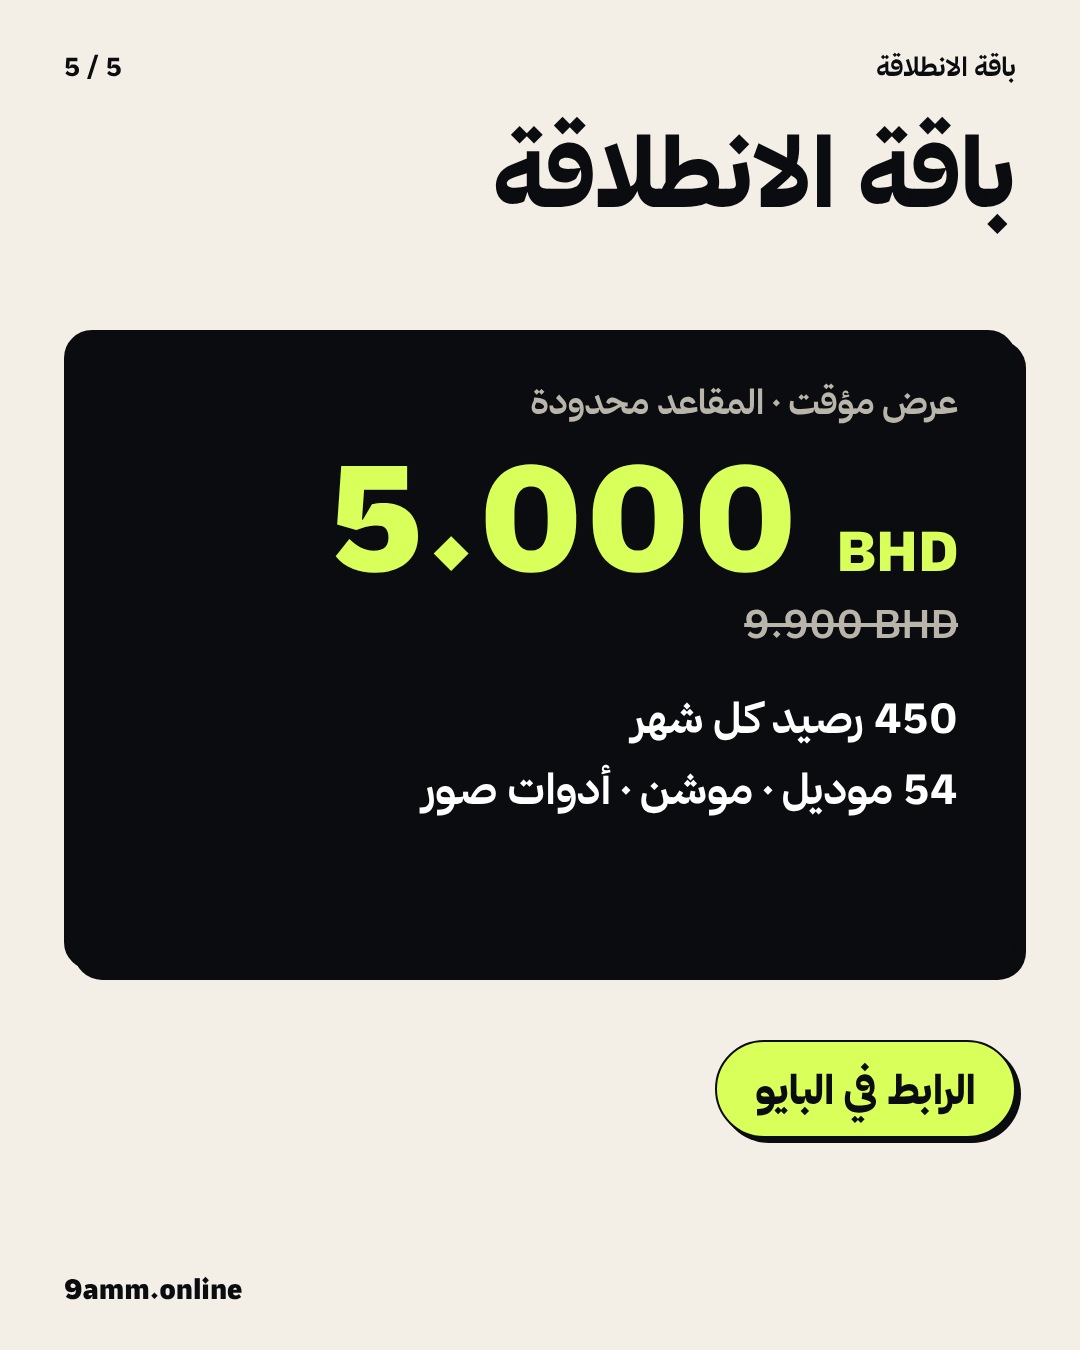 باقة الانطلاقة
5 / 5
باقة الانطلاقة
عرض مؤقت · المقاعد محدودة
5.000 BHD
9.900 BHD
450 رصيد كل شهر
54 موديل · موشن · أدوات صور
الرابط في البايو
9amm.online